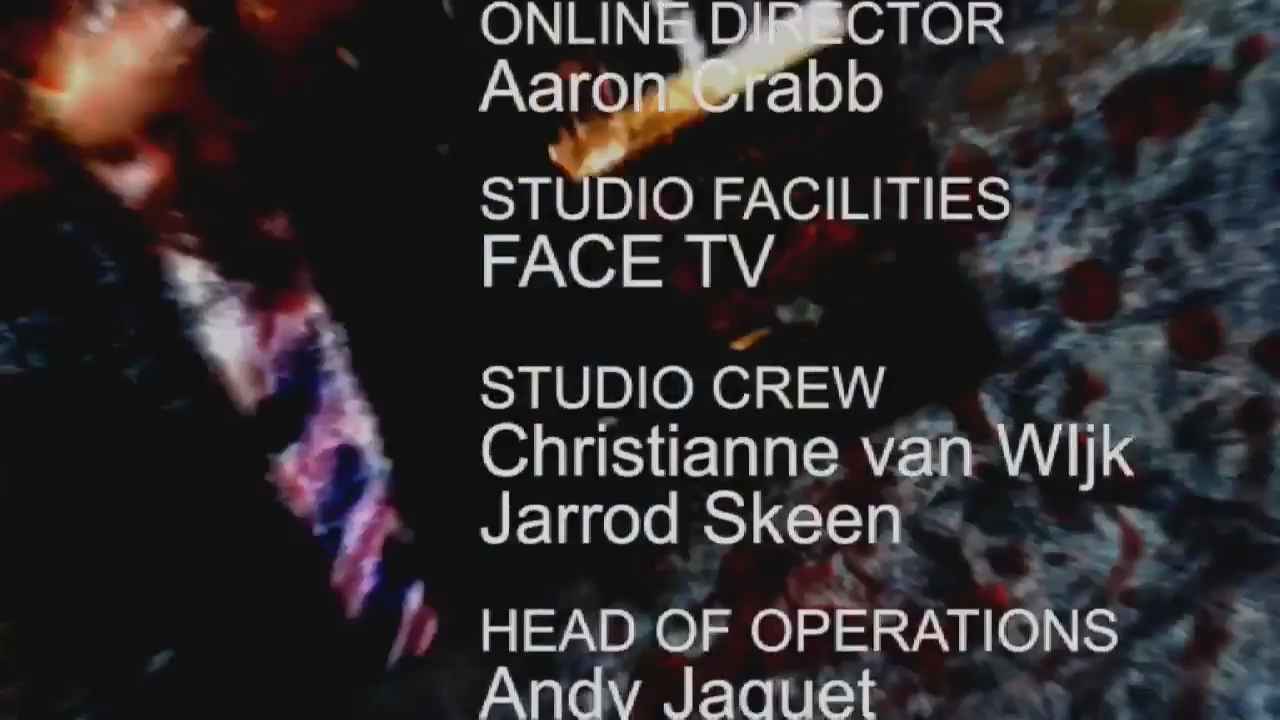 ONLINE DIRECTOR
Aaron Crabb
STUDIO FACILITIES
FACE TV
STUDIO CREW
Christianne van WIjk
Jarrod Skeen
HEAD OF OPERATIONS
Andy Jaquet